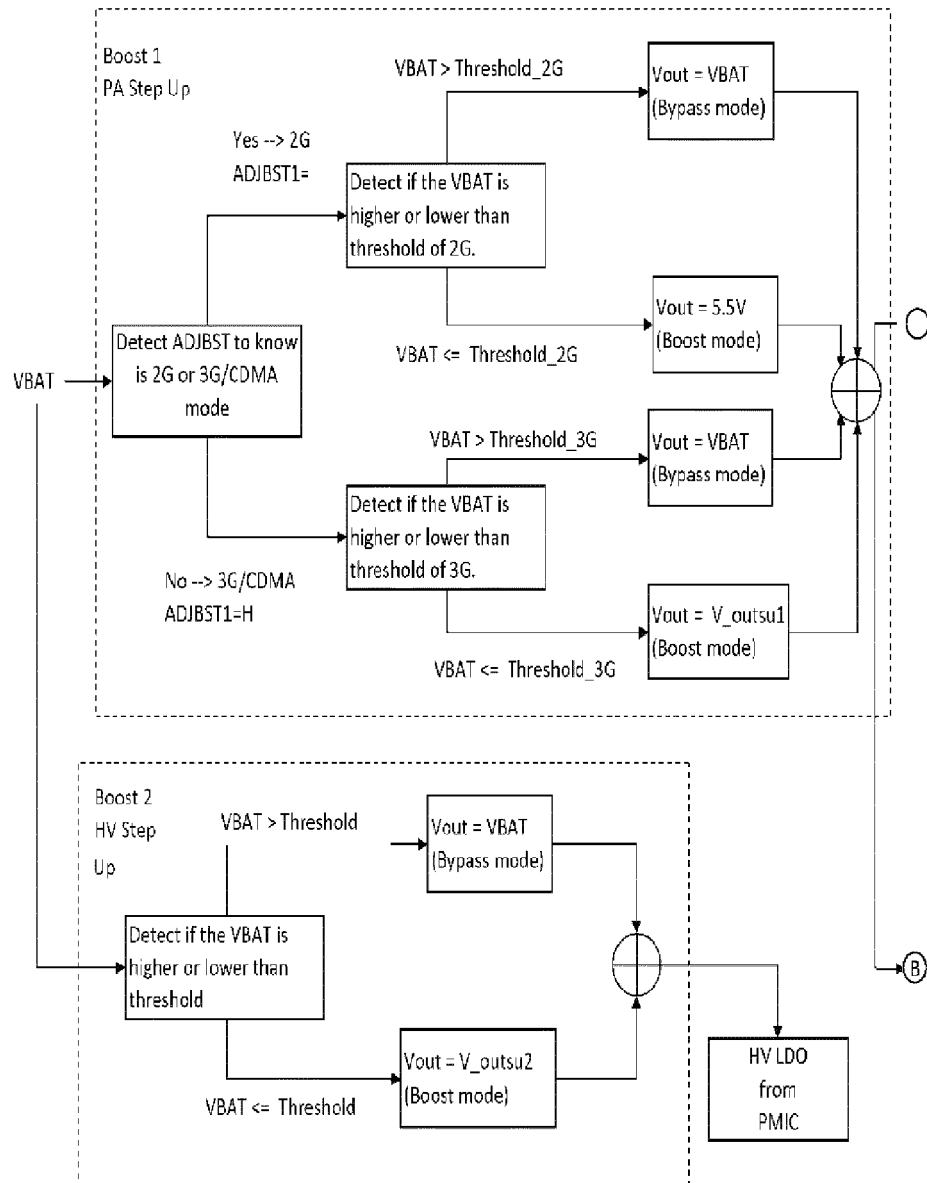 Boost 1
PA Step Up
VBAT > Threshold_2G
Vout = VBAT
(Bypass mode)
Yes --> 2G
ADJBST1=
Detect if the VBAT is
higher or lower than
threshold of 2G.
Vout = 5.5V
(Boost mode)
VBAT <= Threshold_2G
VBAT
Detect ADJBST to know
is 2G or 3G/CDMA
mode
VBAT > Threshold_3G
Vout = VBAT
(Bypass mode)
Detect if the VBAT is
higher or lower than
threshold of 3G.
No --> 3G/CDMA
ADJBST1=H
Vout = V_outsu1
(Boost mode)
VBAT <= Threshold_3G
Boost 2
HV Step
Up
VBAT > Threshold
Vout = VBAT
(Bypass mode)
Detect if the VBAT is
higher or lower than
threshold
B
Vout = V_outsu2
(Boost mode)
VBAT <= Threshold
HV LDO
from
PMIC